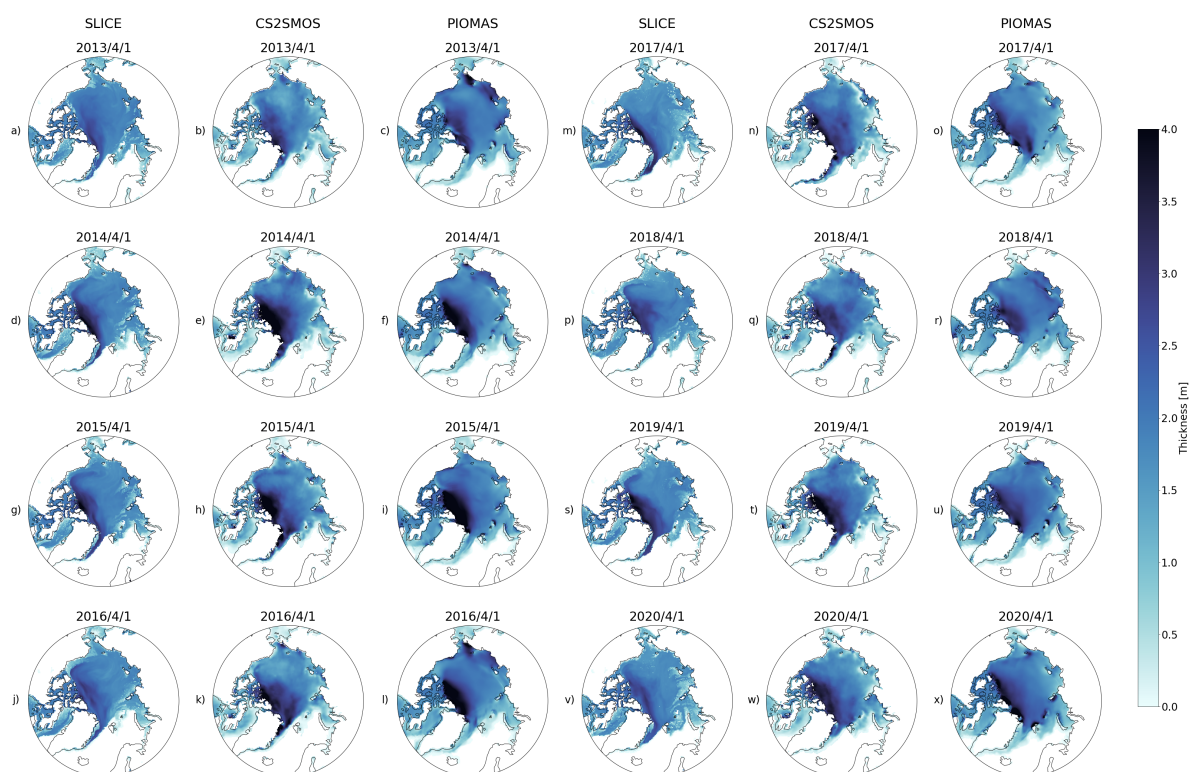 SLICE CS2SMOS PIOMAS SLICE CS2SMOS PIOMAS
2013/4/1 2013/4/1 2013/4/1 2017/4/1 2017/4/1 2017/4/1
a) b) c) m) n) o)
4.0
3.5
2014/4/1 2014/4/1 2014/4/1 2018/4/1 2018/4/1 2018/4/1
3.0
d) e) f) p) q) r)
2.5
Thickness [m]
2.0
2015/4/1 2015/4/1 2015/4/1 2019/4/1 2019/4/1 2019/4/1
1.5
g) h) i) s) t) u)
1.0
2016/4/1 2016/4/1 2016/4/1 2020/4/1 2020/4/1 2020/4/1
0.5
j) k) l) v) w) x)
0.0